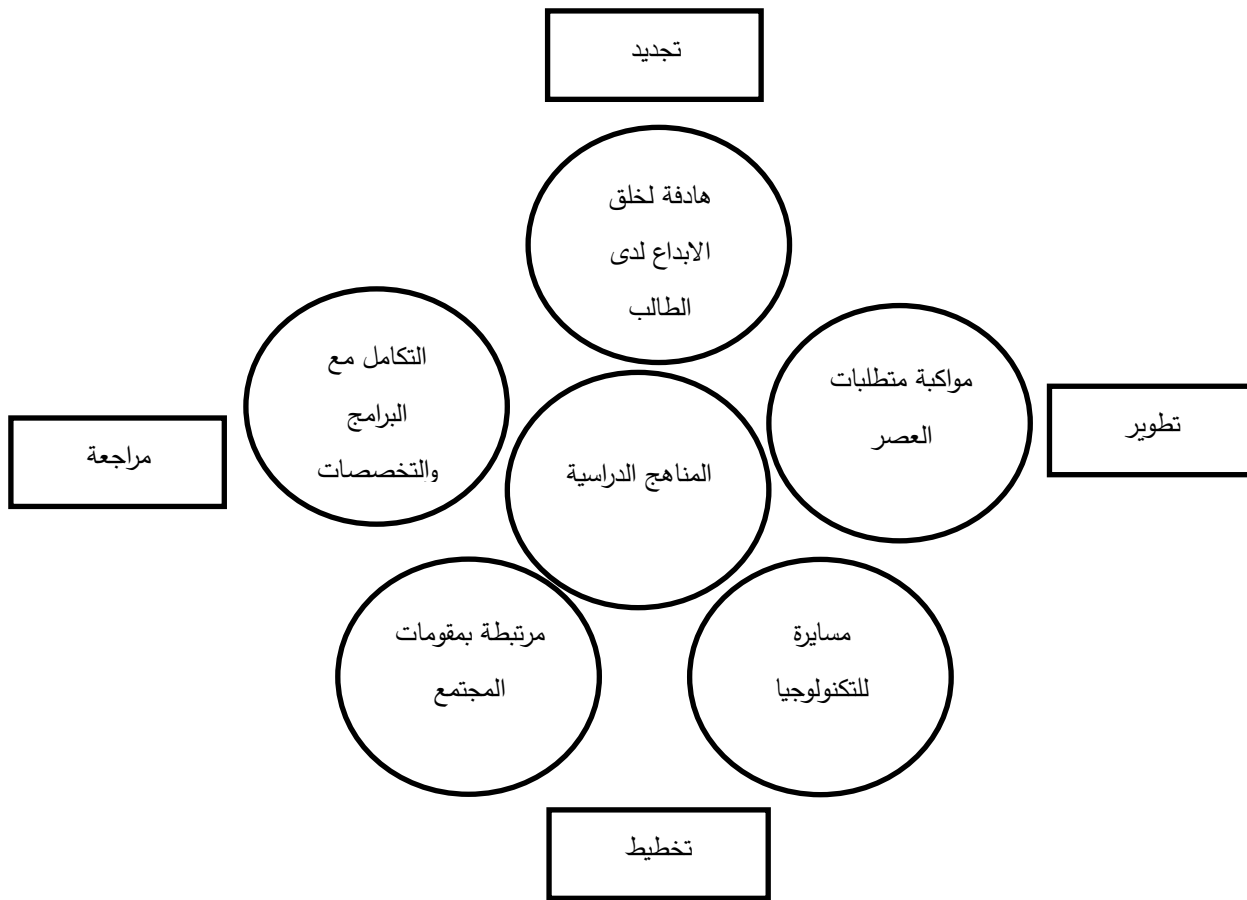 تجديد
هادفة لخلق
الابداع لدى
الطالب
مواكبة متطلبات
العصر
تطوير
التكامل مع
البرامج
والتخصصات
مراجعة
المناهج الدراسية
مسايرة
للتكنولوجيا
مرتبطة بمقومات
المجتمع
تخطيط